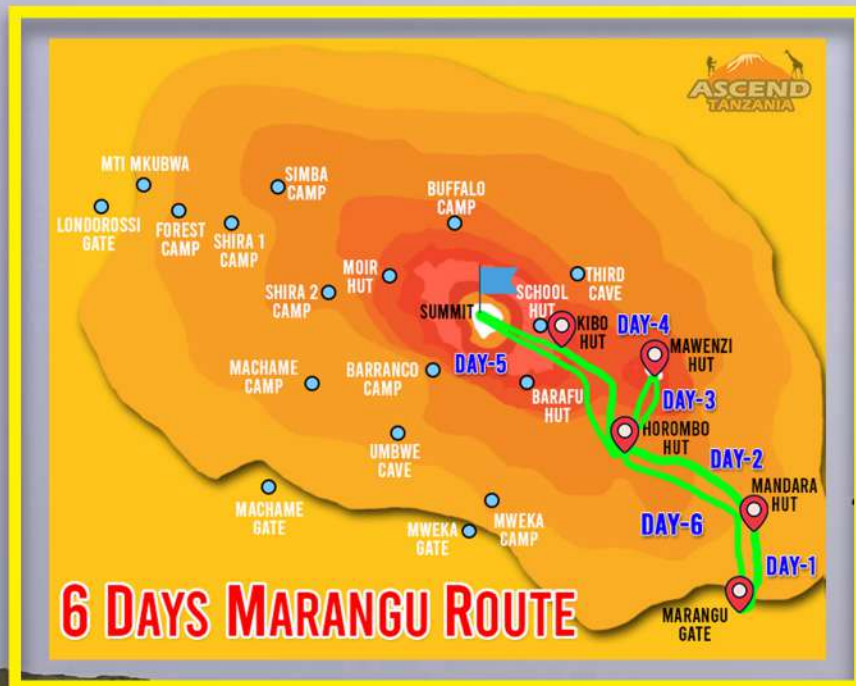 ASCEND
TANZANIA
MTI MKUBWA
LONDOROSSI
GATE
FOREST
CAMP
SHIRA 1
CAMP
SIMBA
CAMP
BUFFALO
CAMP
MOIR
HUT
SHIRA 2
CAMP
SUMMIT
SCHOOL
HUT
THIRD
CAVE
KIBO
HUT
DAY-4
MAWENZI
HUT
DAY-5
MACHAME
CAMP
BARRANCO
CAMP
BARAFU
HUT
DAY-3
HOROMBO
HUT
UMBWE
CAVE
DAY-2
MANDARA
HUT
MACHAME
GATE
MWEKA
GATE
MWEKA
CAMP
DAY-6
DAY-1
MARANGU
GATE
6 DAYS MARANGU ROUTE